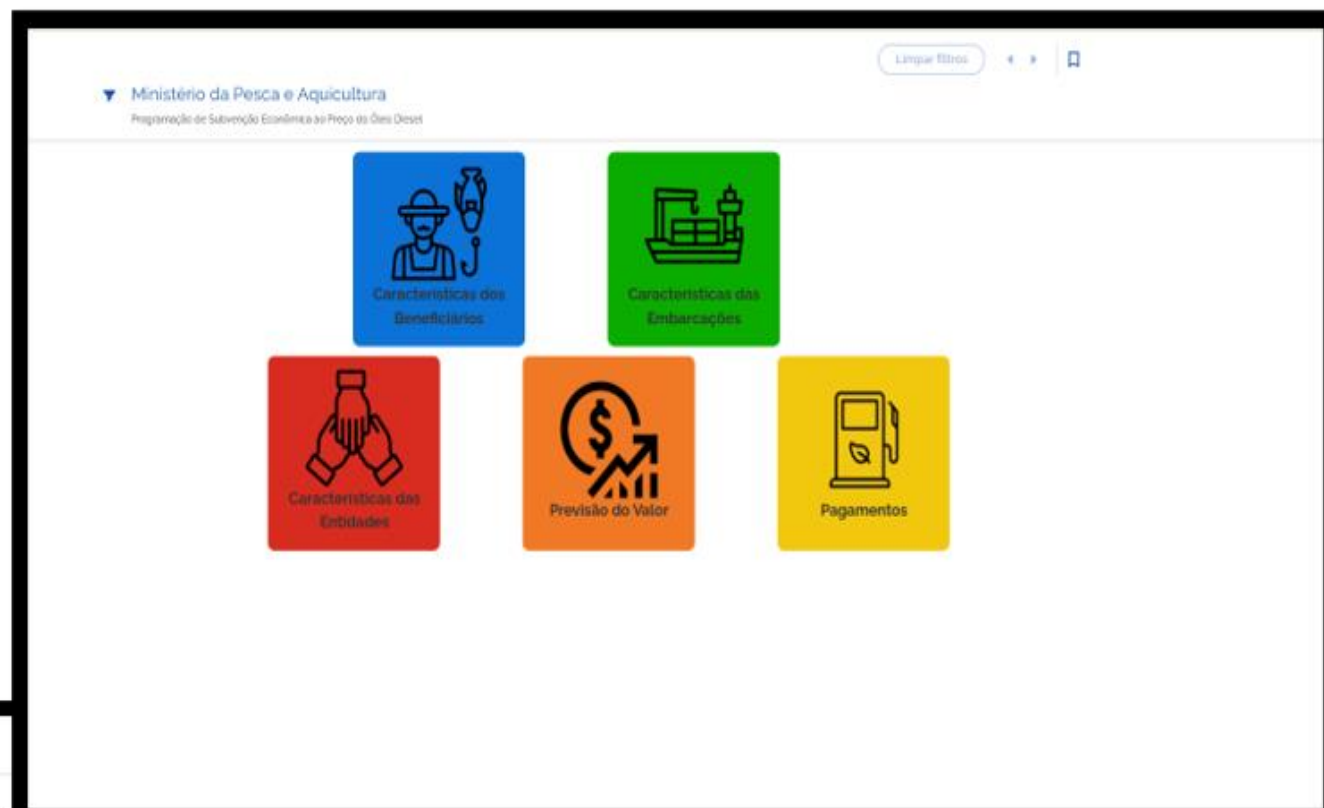 Limpar filtros
Ministério da Pesca e Aquicultura
Programação de Subvenção Econômica ao Preço do Óleo Diesel
Características dos
Beneficiários
Características das
Embarcações
Características das
Entidades
Previsão do Valor
Pagamentos